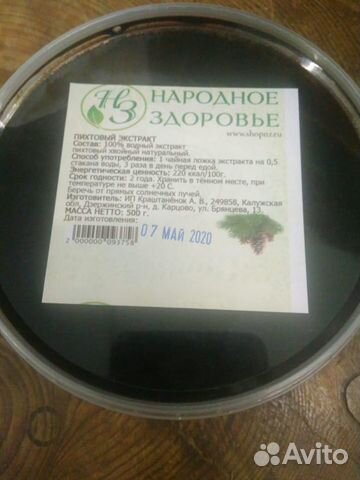 НЗ
НАРОДНОЕ
ЗДОРОВЬЕ
www.shopnz.ru
ПИХТОВЫЙ ЭКСТРАКТ
Состав: 100% водный экстракт
пихтовый хвойный натуральный.
Способ употребления: 1 чайная ложка экстракта на 0,5
стакана воды, 3 раза в день перед едой.
Энергетическая ценность: 220 ккал/100г.
Срок годности: 2 года. Хранить в тёмном месте, при
температуре не выше +20 С.
Беречь от прямых солнечных лучей.
Изготовитель: ИП Краштанёнок А. В., 249858, Калужская
обл, Дзержинский р-н, д. Карцово, ул. Брянцева, 13.
МАССА НЕТТО: 500 г.
Дата изготовления:
07 МАЙ 2020
2 000000 093758
Avito